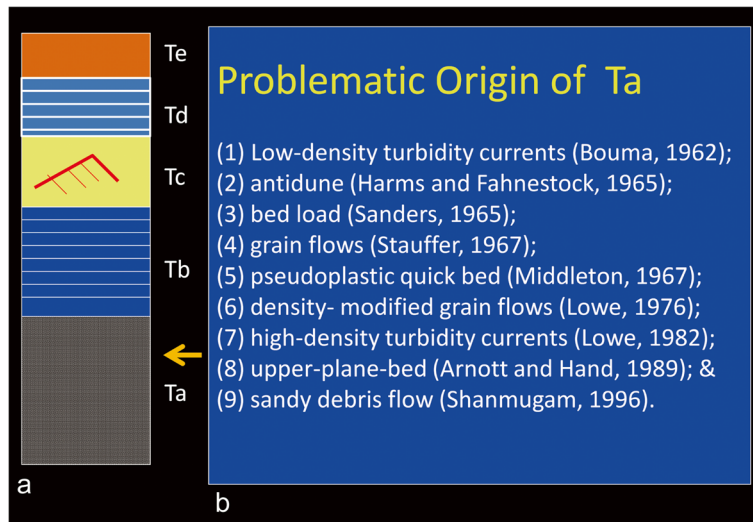 Te
Td
Tc
Tb
Ta
a
Problematic Origin of Ta
(1) Low-density turbidity currents (Bouma, 1962);
(2) antidune (Harms and Fahnestock, 1965);
(3) bed load (Sanders, 1965);
(4) grain flows (Stauffer, 1967);
(5) pseudoplastic quick bed (Middleton, 1967);
(6) density- modified grain flows (Lowe, 1976);
(7) high-density turbidity currents (Lowe, 1982);
(8) upper-plane-bed (Arnott and Hand, 1989); &
(9) sandy debris flow (Shanmugam, 1996).
b